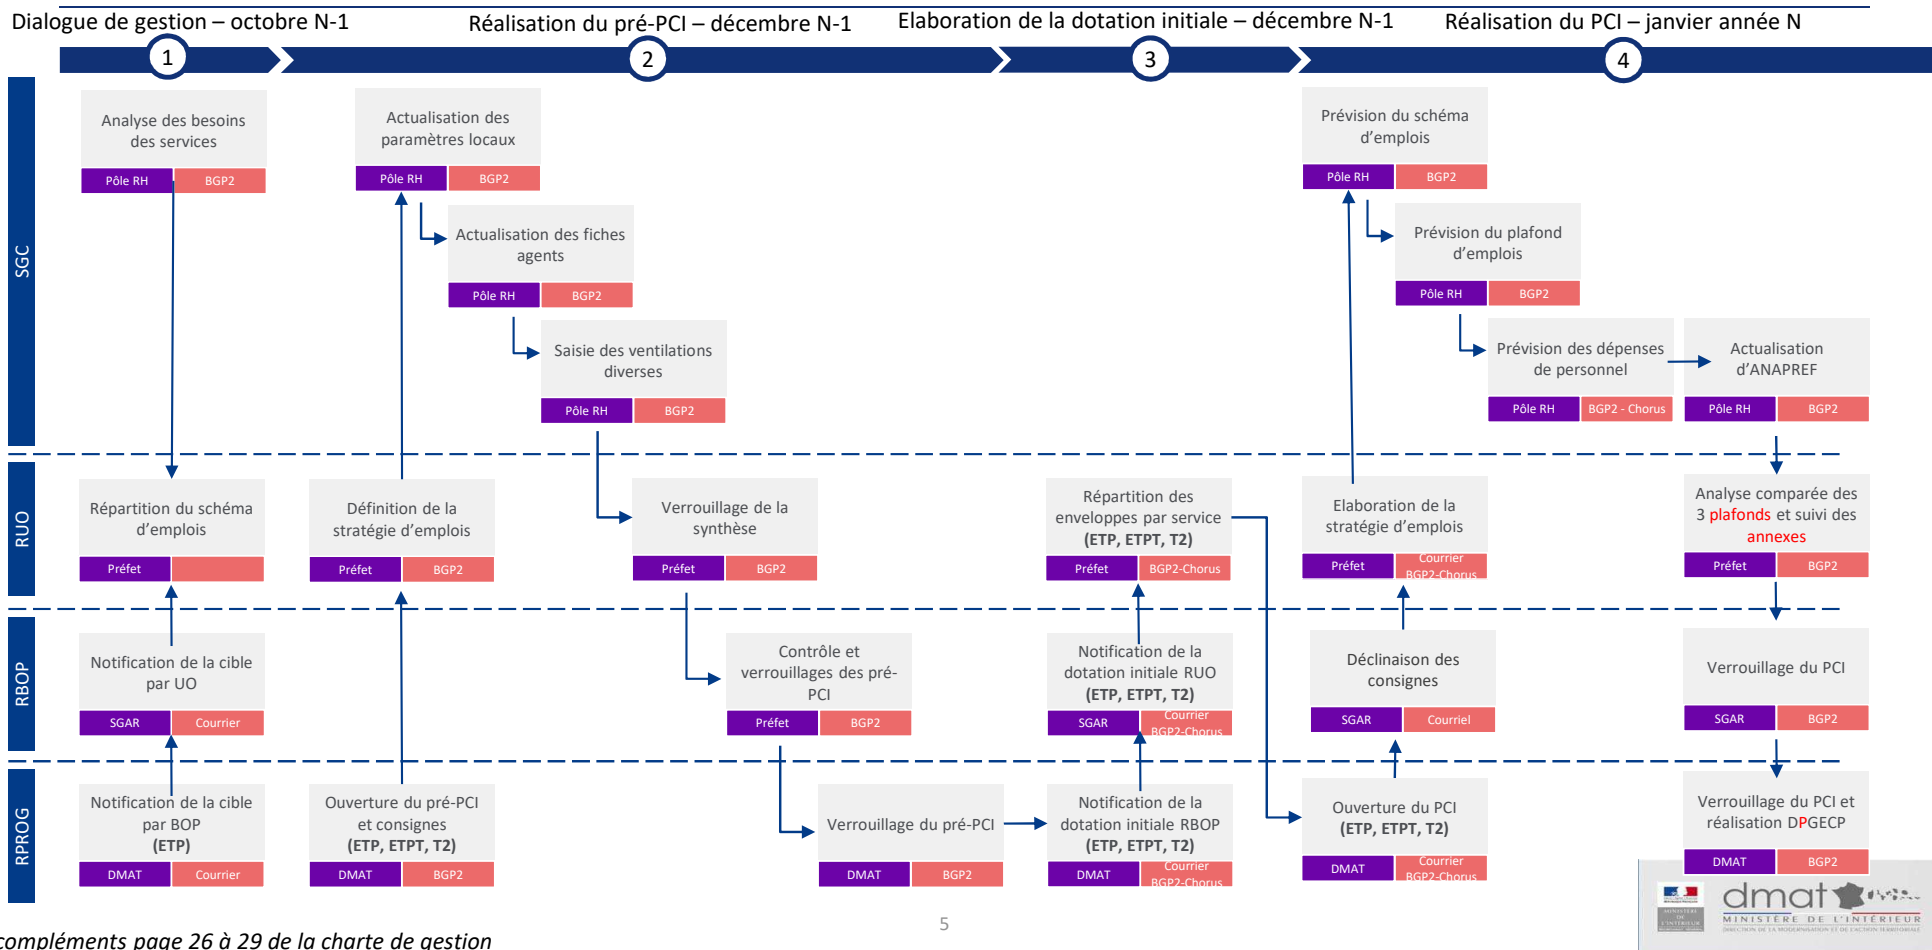 Dialogue de gestion – octobre N-1
Réalisation du pré-PCI – décembre N-1
Elaboration de la dotation initiale – décembre N-1
Réalisation du PCI – janvier année N
1
2
3
4
SGC
Analyse des besoins
des services
Pôle RH
BGP2
Actualisation des
paramètres locaux
Pôle RH
BGP2
Actualisation des fiches
agents
Pôle RH
BGP2
Saisie des ventilations
diverses
Pôle RH
BGP2
Prévision du schéma
d’emplois
Pôle RH
BGP2
Prévision du plafond
d’emplois
Pôle RH
BGP2
Prévision des dépenses
de personnel
Pôle RH
BGP2 - Chorus
Actualisation
d’ANAPREF
Pôle RH
BGP2
RUO
Répartition du schéma
d’emplois
Préfet
Définition de la
stratégie d’emplois
Préfet
BGP2
Verrouillage de la
synthèse
Préfet
BGP2
Répartition des
enveloppes par service
(ETP, ETPT, T2)
Préfet
BGP2-Chorus
Elaboration de la
stratégie d’emplois
Préfet
Courrier
BGP2-Chorus
Analyse comparée des
3 plafonds et suivi des
annexes
Préfet
BGP2
RBOP
Notification de la cible
par UO
SGAR
Courrier
Contrôle et
verrouillages des pré-
PCI
Préfet
BGP2
Notification de la
dotation initiale RUO
(ETP, ETPT, T2)
SGAR
Courrier
BGP2-Chorus
Déclinaison des
consignes
SGAR
Courriel
Verrouillage du PCI
SGAR
BGP2
RPROG
Notification de la cible
par BOP
(ETP)
DMAT
Courrier
Ouverture du pré-PCI
et consignes
(ETP, ETPT, T2)
DMAT
BGP2
Verrouillage du pré-PCI
DMAT
BGP2
Notification de la
dotation initiale RBOP
(ETP, ETPT, T2)
DMAT
Courrier
BGP2-Chorus
Ouverture du PCI
(ETP, ETPT, T2)
DMAT
Courrier
BGP2-Chorus
Verrouillage du PCI et
réalisation DPGECP
DMAT
BGP2
MINISTÈRE
DE
L'INTÉRIEUR
dmat
MINISTÈRE DE L'INTÉRIEUR
DIRECTION DE LA MODERNISATION ET DE L'ACTION TERRITORIALE
5
compléments page 26 à 29 de la charte de gestion